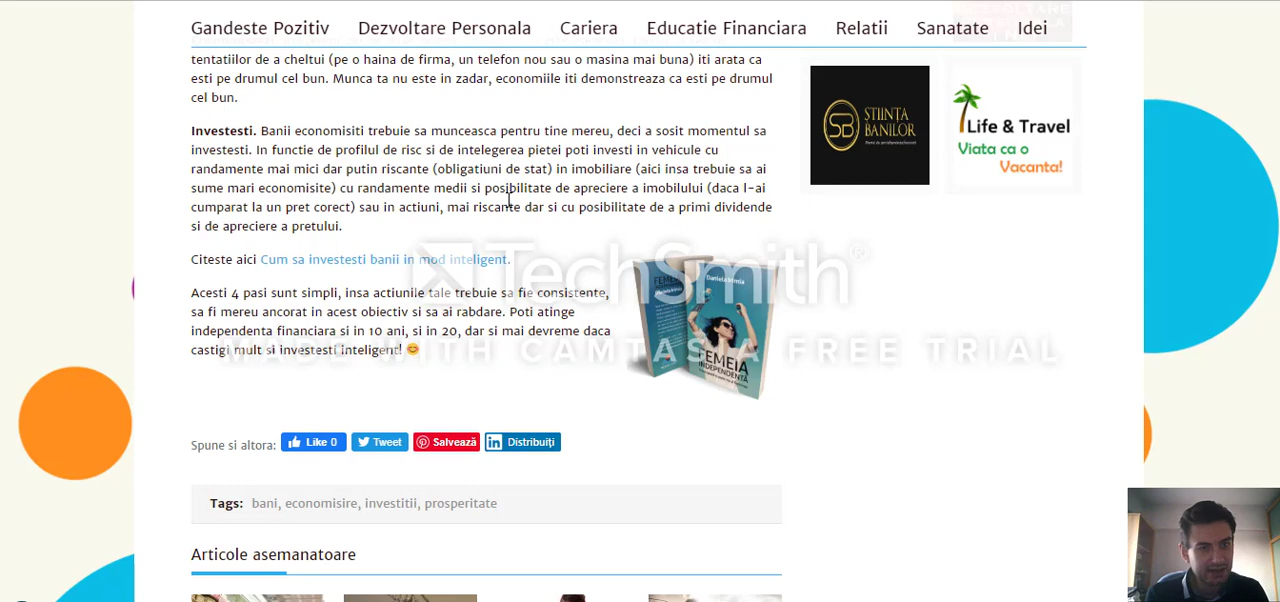 Gandeste Pozitiv Dezvoltare Personala Cariera Educatie Financiara Relatii Sanatate Idei
tentatiilor de a cheltui (pe o haina de firma, un telefon nou sau o masina mai buna) iti arata ca
esti pe drumul cel bun. Munca ta nu este in zadar, economiile iti demonstreaza ca esti pe drumul
cel bun.
Investesti. Banii economisiti trebuie sa munceasca pentru tine mereu, deci a sosit momentul sa
investesti. In functie de profilul de risc si de intelegerea pietei poti investi in vehicule cu
randamente mai mici dar putin riscante (obligatiuni de stat) in imobiliare (aici insa trebuie sa ai
sume mari economisite) cu randamente medii si posibilitate de apreciere a imobilului (daca l-ai
cumparat la un pret corect) sau in actiuni, mai riscante dar si cu posibilitate de a primi dividende
si de apreciere a pretului.
Citeste aici Cum sa investesti banii in mod inteligent.
Acesti 4 pasi sunt simpli, insa actiunile tale trebuie sa fie consistente,
sa fi mereu ancorat in acest obiectiv si sa ai rabdare. Poti atinge
independenta financiara si in 10 ani, si in 20, dar si mai devreme daca
castigi mult si investesti inteligent! 😊
Daniela Irimia
FEMEIA
INDEPENDENTĂ
TechSmith®
MADE WITH CAMTASIA FREE TRIAL
SB
ȘTIINȚA
BANILOR
Life & Travel
Viata ca o
Vacanta!
Spune si altora: Like 0 Tweet Salvează Distribuiți
Tags: bani, economisire, investitii, prosperitate
Articole asemanatoare